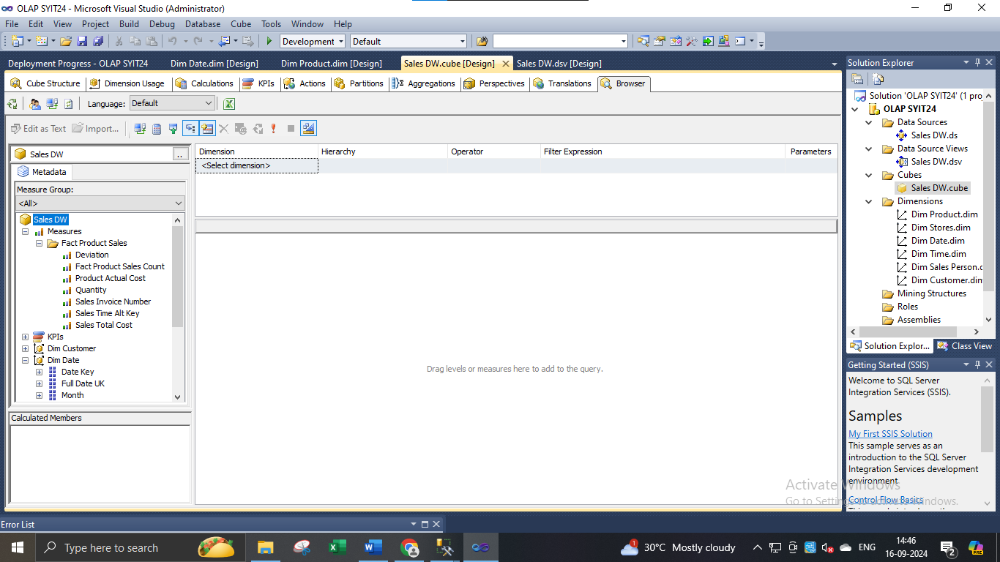 OLAP SYIT24 - Microsoft Visual Studio (Administrator)
File Edit View Project Build Debug Database Cube Tools Window Help
Development Default
Deployment Progress - OLAP SYIT24 Dim Date.dim [Design] Dim Product.dim [Design] Sales DW.cube [Design] Sales DW.dsv [Design]
Cube Structure Dimension Usage Calculations KPIs Actions Partitions Aggregations Perspectives Translations Browser
Language: Default
Edit as Text Import...
Sales DW ..
Metadata
Measure Group:
<All>
Sales DW
Measures
Fact Product Sales
Deviation
Fact Product Sales Count
Product Actual Cost
Quantity
Sales Invoice Number
Sales Time Alt Key
Sales Total Cost
KPIs
Dim Customer
Dim Date
Date Key
Full Date UK
Month
Calculated Members
Dimension Hierarchy Operator Filter Expression Parameters
<Select dimension>
Drag levels or measures here to add to the query.
Solution Explorer
Solution 'OLAP SYIT24' (1 proj
OLAP SYIT24
Data Sources
Sales DW.ds
Data Source Views
Sales DW.dsv
Cubes
Sales DW.cube
Dimensions
Dim Product.dim
Dim Stores.dim
Dim Date.dim
Dim Time.dim
Dim Sales Person.d
Dim Customer.dim
Mining Structures
Roles
Assemblies
Solution Explor... Class View
Getting Started (SSIS)
Welcome to SQL Server
Integration Services (SSIS).
Samples
My First SSIS Solution
This sample serves as an
introduction to the SQL Server
Integration Services development
environment.
Control Flow Basics
Activate Windows
Go to Settings to activate Windows.
Error List
Type here to search
1
30°C Mostly cloudy
ENG
14:46
16-09-2024
2
PRE